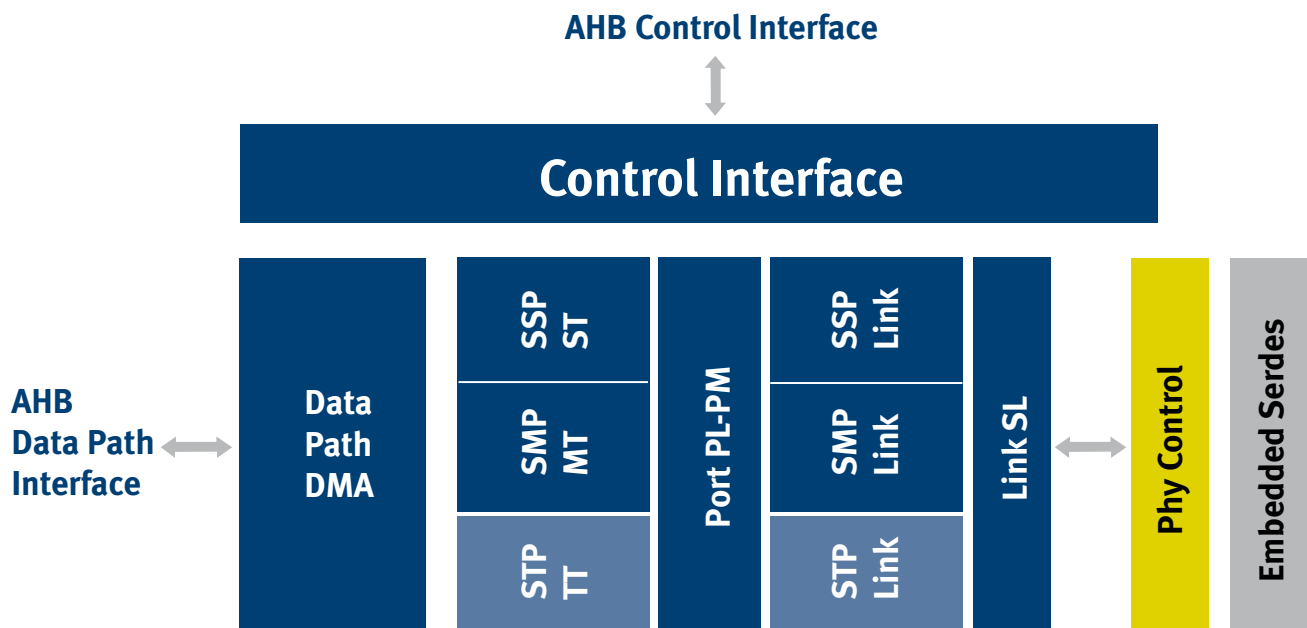 AHB Control Interface
Control Interface
AHB
Data Path
Interface
Data
Path
DMA
SSP
ST
SMP
MT
STP
TT
Port PL-PM
SSP
Link
SMP
Link
STP
Link
Link SL
Phy Control
Embedded Serdes